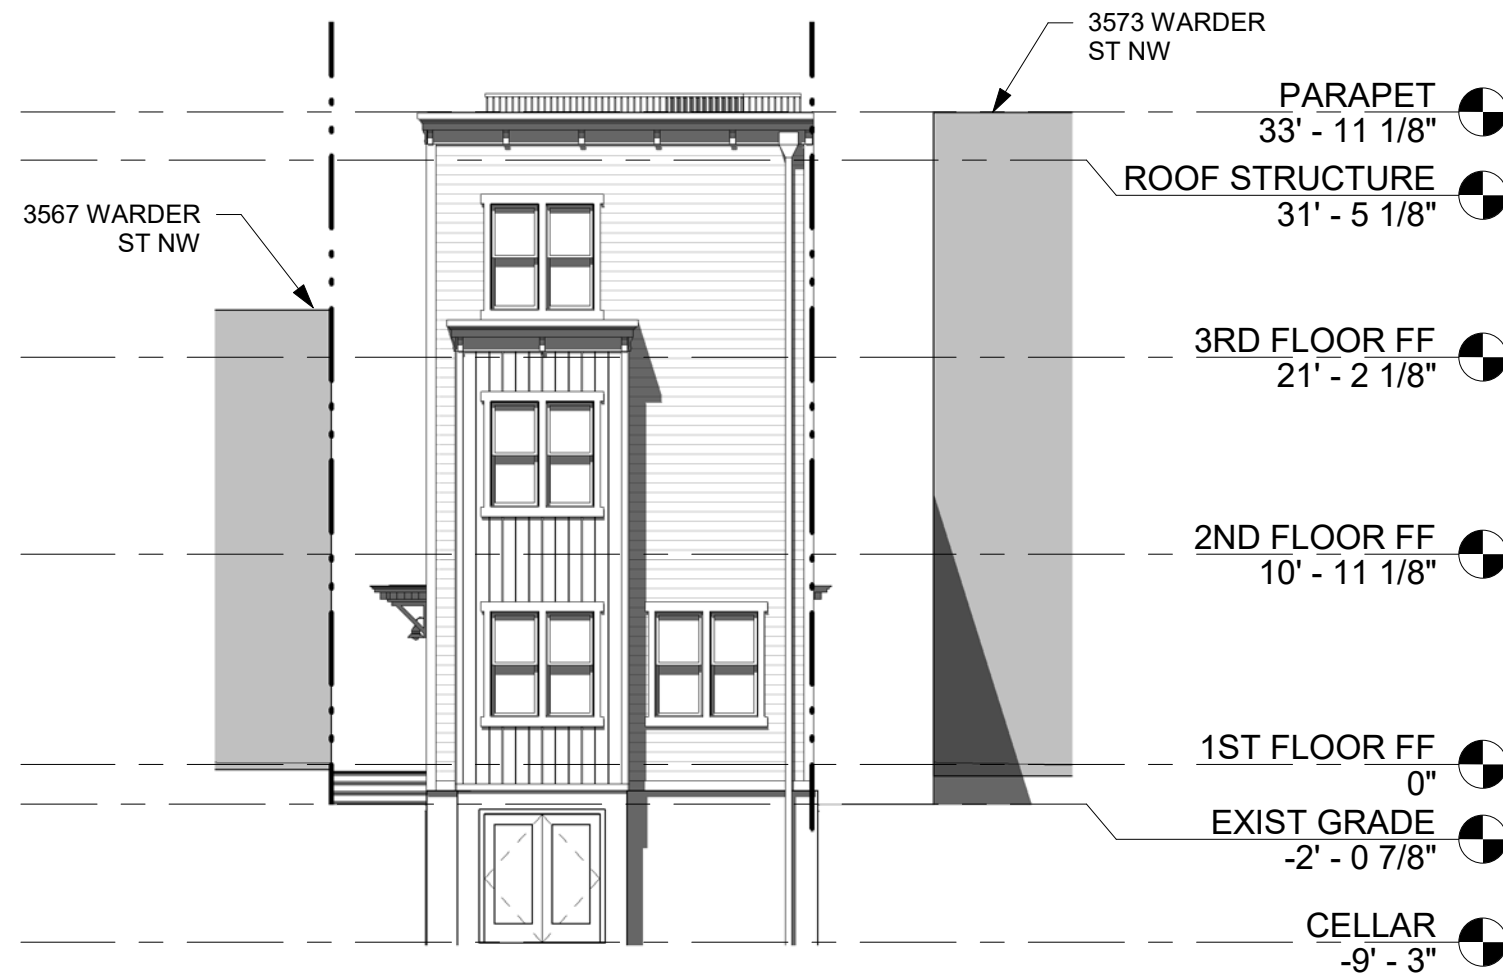 3573 WARDER
ST NW
PARAPET
33' - 11 1/8"
ROOF STRUCTURE
31' - 5 1/8"
3567 WARDER
ST NW
3RD FLOOR FF
21' - 2 1/8"
2ND FLOOR FF
10' - 11 1/8"
1ST FLOOR FF
0"
EXIST GRADE
-2' - 0 7/8"
CELLAR
-9' - 3"